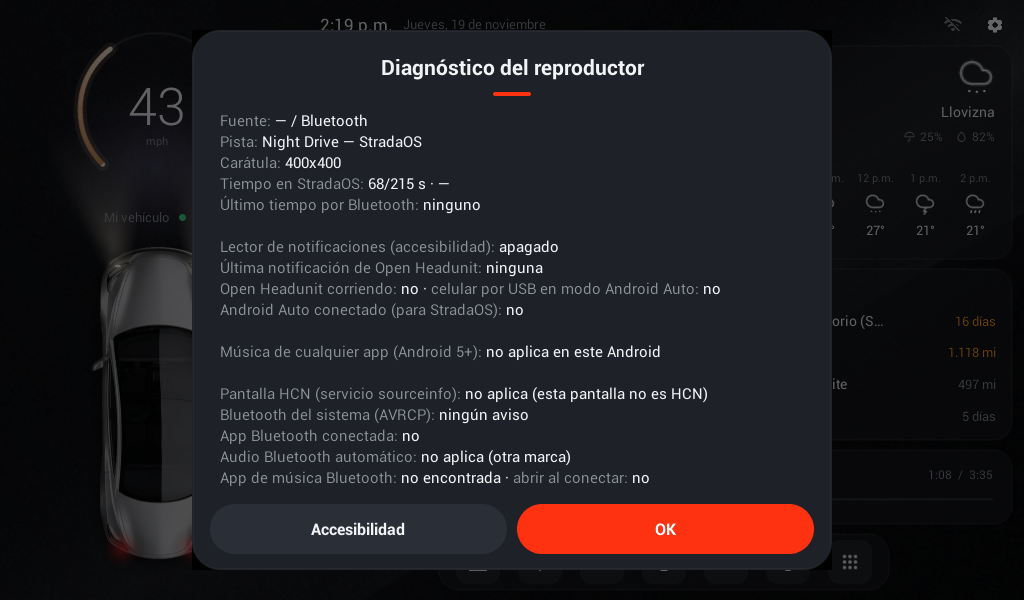 2:19 p.m. Jueves, 19 de noviembre
Diagnóstico del reproductor
43
mph
Mi vehículo
Fuente: — / Bluetooth
Pista: Night Drive — StradaOS
Carátula: 400x400
Tiempo en StradaOS: 68/215 s · —
Último tiempo por Bluetooth: ninguno
Lector de notificaciones (accesibilidad): apagado
Última notificación de Open Headunit: ninguna
Open Headunit corriendo: no · celular por USB en modo Android Auto: no
Android Auto conectado (para StradaOS): no
Música de cualquier app (Android 5+): no aplica en este Android
Pantalla HCN (servicio sourceinfo): no aplica (esta pantalla no es HCN)
Bluetooth del sistema (AVRCP): ningún aviso
App Bluetooth conectada: no
Audio Bluetooth automático: no aplica (otra marca)
App de música Bluetooth: no encontrada · abrir al conectar: no
Accesibilidad
OK
Llovizna
25% 82%
12 p.m. 1 p.m. 2 p.m.
27° 21° 21°
16 días
1.118 mi
497 mi
5 días
1:08 / 3:35